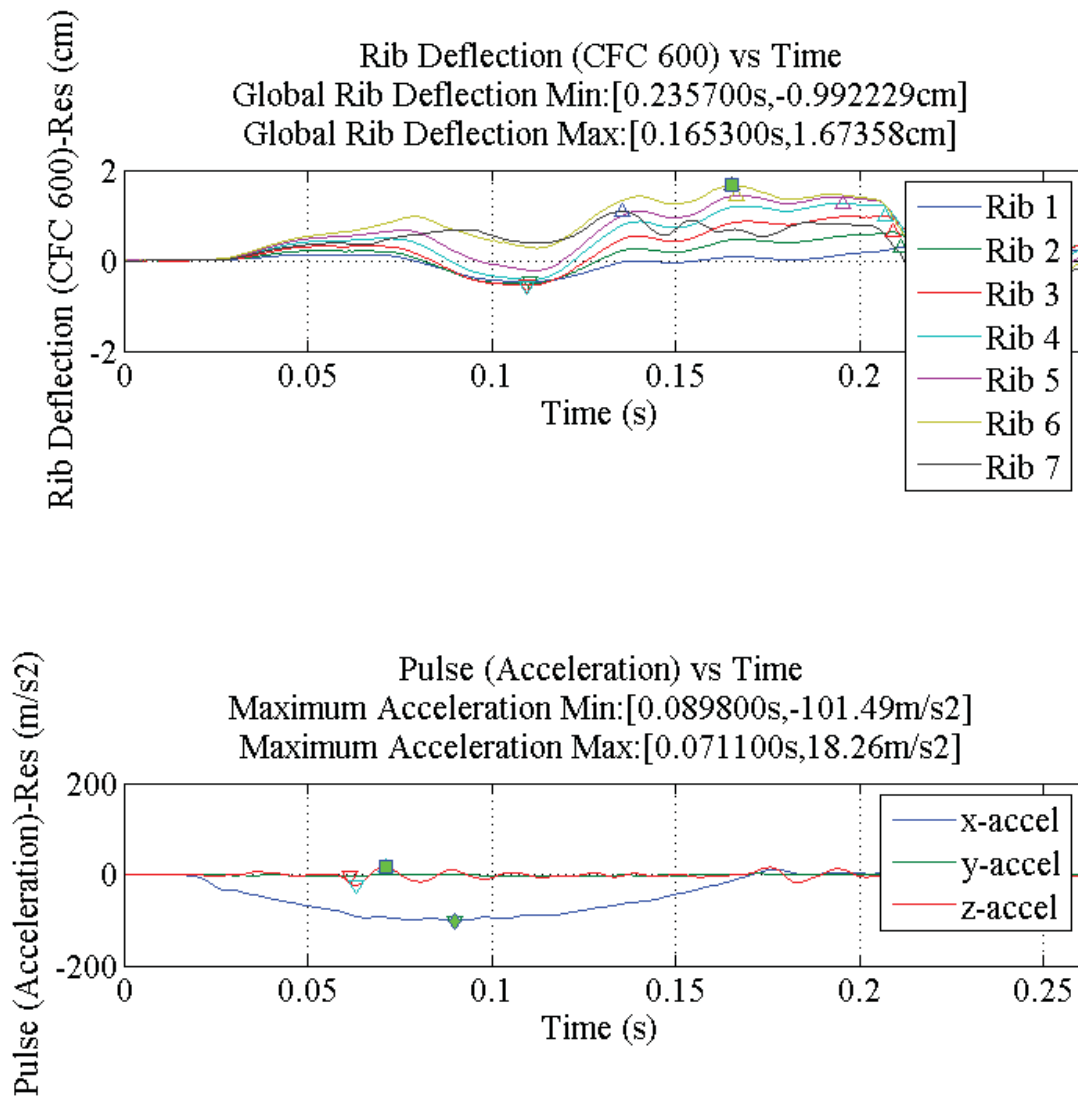 Rib Deflection (CFC 600) vs Time
Global Rib Deflection Min:[0.235700s,-0.992229cm]
Global Rib Deflection Max:[0.165300s,1.67358cm]
Rib Deflection (CFC 600)-Res (cm)
2
0
-2
0 0.05 0.1 0.15 0.2
Time (s)
Rib 1
Rib 2
Rib 3
Rib 4
Rib 5
Rib 6
Rib 7
Pulse (Acceleration) vs Time
Maximum Acceleration Min:[0.089800s,-101.49m/s2]
Maximum Acceleration Max:[0.071100s,18.26m/s2]
Pulse (Acceleration)-Res (m/s2)
200
0
-200
0 0.05 0.1 0.15 0.2 0.25
Time (s)
x-accel
y-accel
z-accel